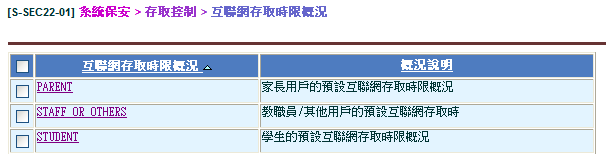 [S-SEC22-01] 系統保安 > 存取控制 > 互聯網存取時限概況
互聯網存取時限概況 概況說明
PARENT 家長用戶的預設互聯網存取時限概況
STAFF OR OTHERS 教職員/其他用戶的預設互聯網存取時
STUDENT 學生的預設互聯網存取時限概況